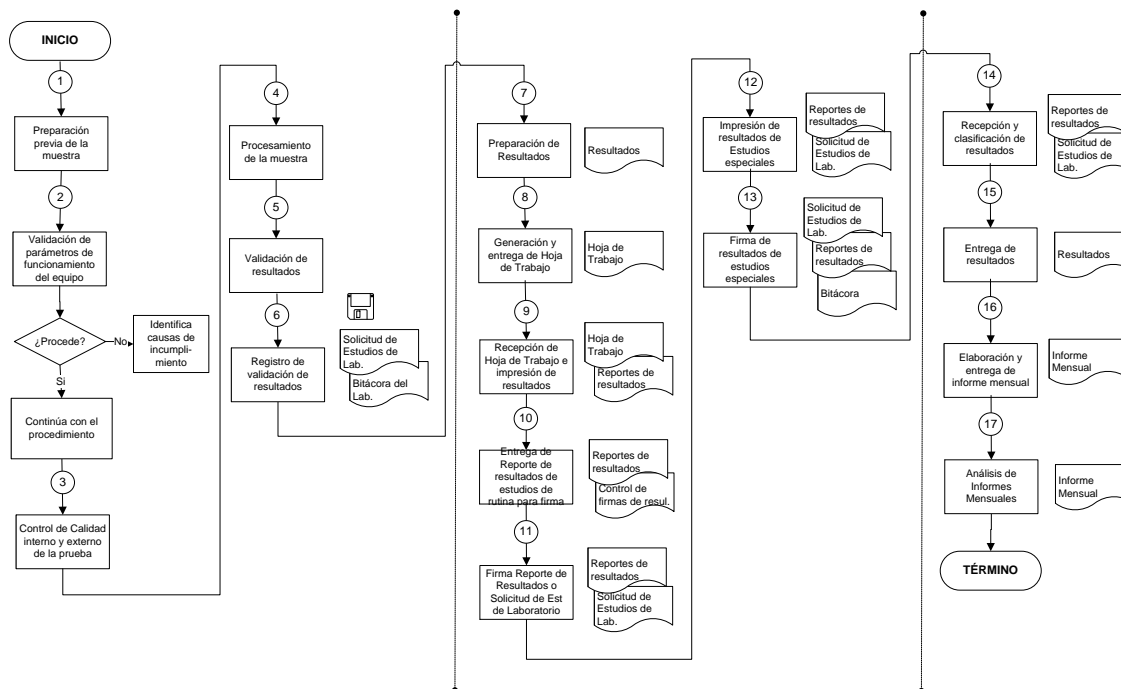 INICIO
1
Preparación
previa de la
muestra
2
Validación de
parámetros de
funcionamiento
del equipo
¿Procede?
No
Identifica
causas de
incumpli-
miento
Si
Continúa con el
procedimiento
3
Control de Calidad
interno y externo
de la prueba
4
Procesamiento
de la muestra
5
Validación de
resultados
6
Registro de
validación de
resultados
Solicitud de
Estudios de
Lab.
Bitácora del
Lab.
7
Preparación de
Resultados
Resultados
8
Generación y
entrega de Hoja
de Trabajo
Hoja de
Trabajo
9
Recepción de
Hoja de Trabajo e
impresión de
resultados
Hoja de
Trabajo
Reportes de
resultados
10
Entrega de
Reporte de
resultados de
estudios de
rutina para firma
Reportes de
resultados
Control de
firmas de resul.
11
Firma Reporte de
Resultados o
Solicitud de Est
de Laboratorio
Reportes de
resultados
Solicitud de
Estudios de
Lab.
12
Impresión de
resultados de
Estudios
especiales
Reportes de
resultados
Solicitud de
Estudios de Lab.
13
Firma de
resultados de
estudios
especiales
Solicitud de
Estudios de
Lab.
Reportes de
resultados
Bitácora
14
Recepción y
clasificación de
resultados
Reportes de
resultados
Solicitud de
Estudios de
Lab.
15
Entrega de
resultados
Resultados
16
Elaboración y
entrega de
informe mensual
Informe
Mensual
17
Análisis de
Informes
Mensuales
Informe
Mensual
TÉRMINO